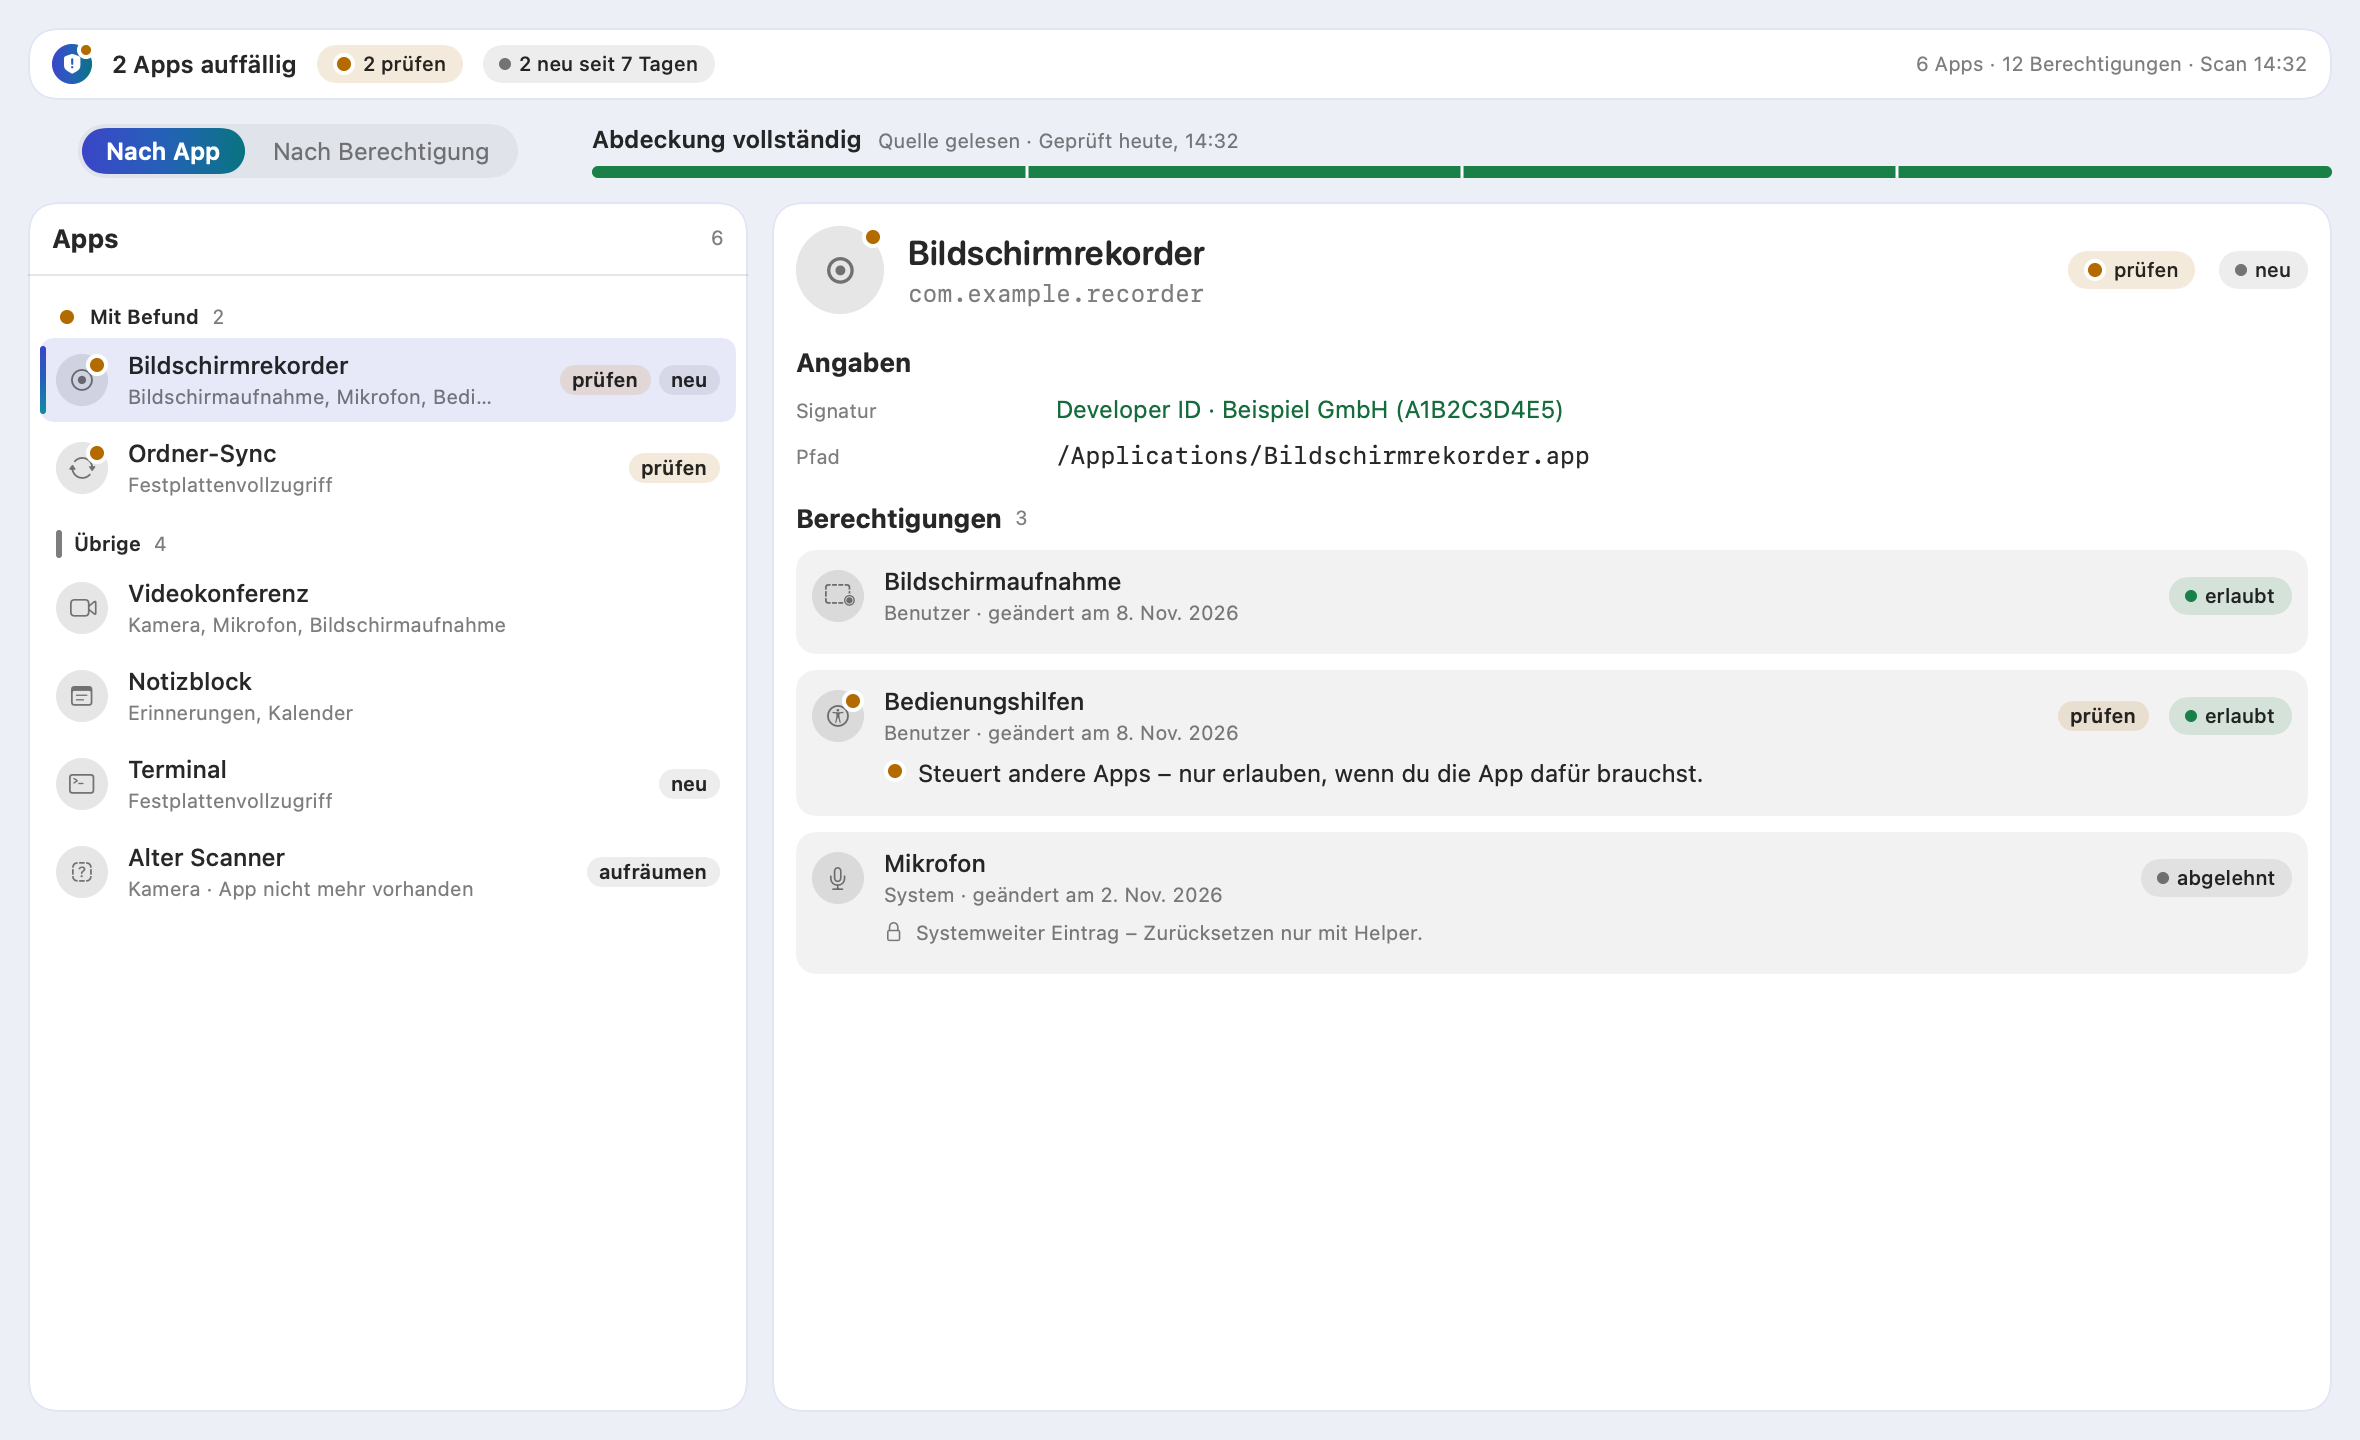 2 Apps auffällig
2 prüfen
2 neu seit 7 Tagen
6 Apps · 12 Berechtigungen · Scan 14:32
Nach App
Nach Berechtigung
Abdeckung vollständig
Quelle gelesen · Geprüft heute, 14:32
Apps
6
Mit Befund 2
Bildschirmrekorder
Bildschirmaufnahme, Mikrofon, Bedi…
prüfen
neu
Ordner-Sync
Festplattenvollzugriff
prüfen
Übrige 4
Videokonferenz
Kamera, Mikrofon, Bildschirmaufnahme
Notizblock
Erinnerungen, Kalender
Terminal
Festplattenvollzugriff
neu
Alter Scanner
Kamera · App nicht mehr vorhanden
aufräumen
Bildschirmrekorder
com.example.recorder
prüfen
neu
Angaben
Signatur
Developer ID · Beispiel GmbH (A1B2C3D4E5)
Pfad
/Applications/Bildschirmrekorder.app
Berechtigungen 3
Bildschirmaufnahme
Benutzer · geändert am 8. Nov. 2026
erlaubt
Bedienungshilfen
Benutzer · geändert am 8. Nov. 2026
prüfen
erlaubt
Steuert andere Apps – nur erlauben, wenn du die App dafür brauchst.
Mikrofon
System · geändert am 2. Nov. 2026
abgelehnt
Systemweiter Eintrag – Zurücksetzen nur mit Helper.